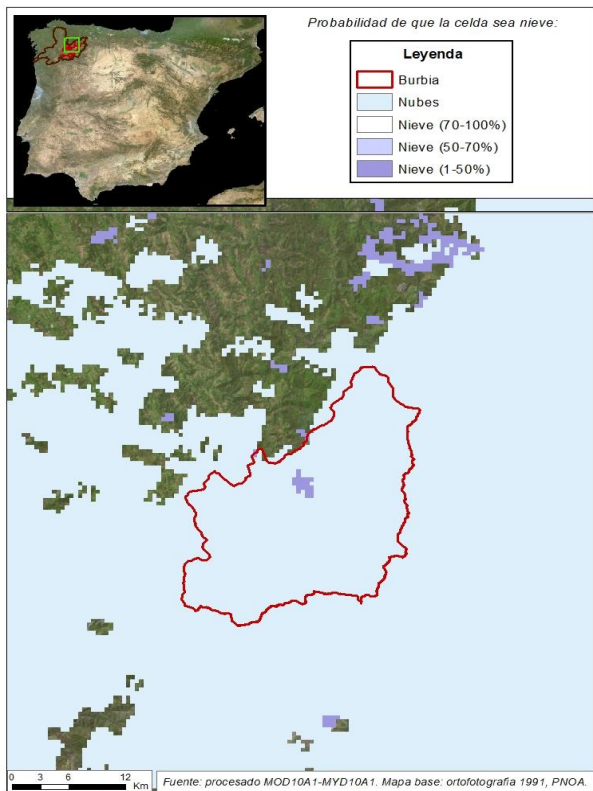 Probabilidad de que la celda sea nieve:
Leyenda
Burbia
Nubes
Nieve (70-100%)
Nieve (50-70%)
Nieve (1-50%)
0 3 6 12
Km
Fuente: procesado MOD10A1-MYD10A1. Mapa base: ortofotografía 1991, PNOA.